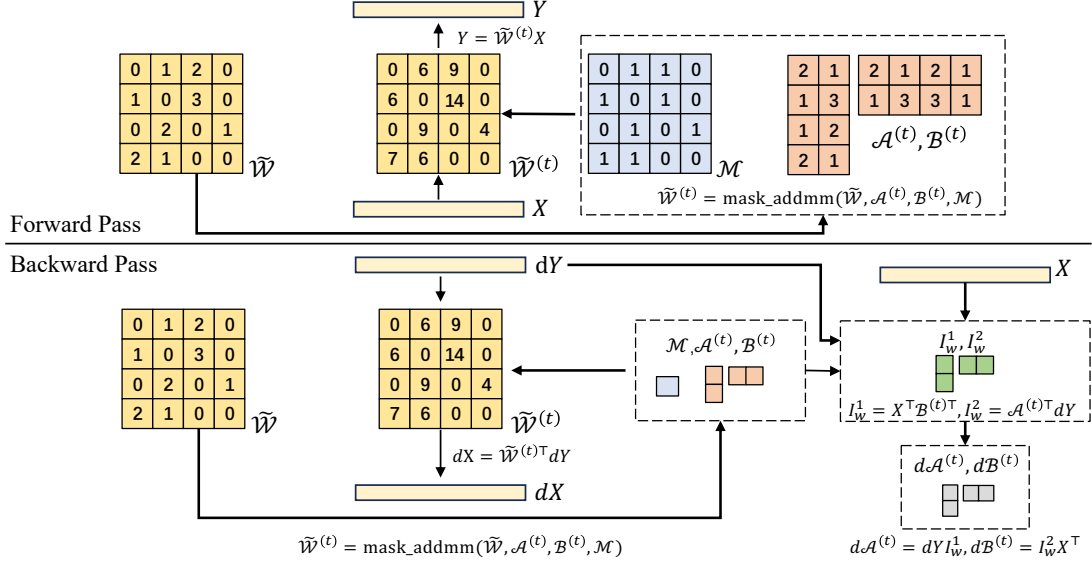 Y
Y = 𝒲̃^(t)X
0 1 2 0
1 0 3 0
0 2 0 1
2 1 0 0
𝒲̃
0 6 9 0
6 0 14 0
0 9 0 4
7 6 0 0
𝒲̃^(t)
X
0 1 1 0
1 0 1 0
0 1 0 1
1 1 0 0
ℳ
2 1
1 3
1 2
2 1
2 1 2 1
1 3 3 1
𝒜^(t), ℬ^(t)
𝒲̃^(t) = mask_addmm(𝒲̃, 𝒜^(t), ℬ^(t), ℳ)
Forward Pass
Backward Pass
dY
0 1 2 0
1 0 3 0
0 2 0 1
2 1 0 0
𝒲̃
0 6 9 0
6 0 14 0
0 9 0 4
7 6 0 0
𝒲̃^(t)
dX = 𝒲̃^(t)⊤dY
dX
𝒲̃^(t) = mask_addmm(𝒲̃, 𝒜^(t), ℬ^(t), ℳ)
ℳ,𝒜^(t), ℬ^(t)
X
I_w^1, I_w^2
I_w^1 = X^⊤ℬ^(t)⊤, I_w^2 = 𝒜^(t)⊤dY
d𝒜^(t), dℬ^(t)
d𝒜^(t) = dYI_w^1, dℬ^(t) = I_w^2X^⊤